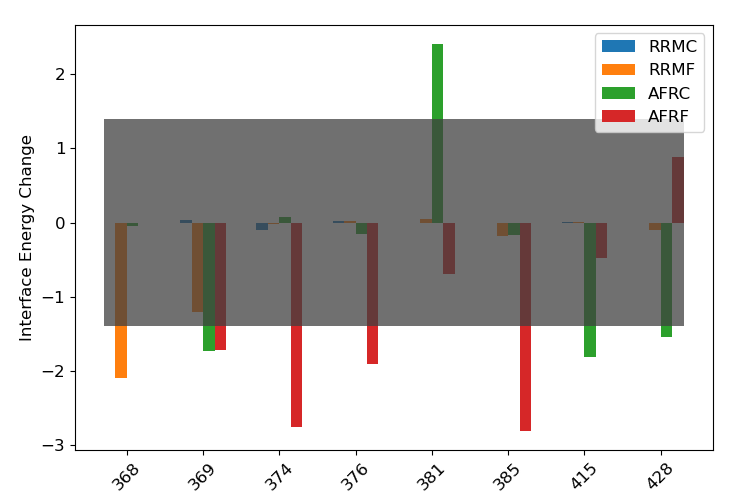 RRMC
RRMF
AFRC
AFRF
Interface Energy Change
2
1
0
−1
−2
−3
368 369 374 376 381 385 415 428